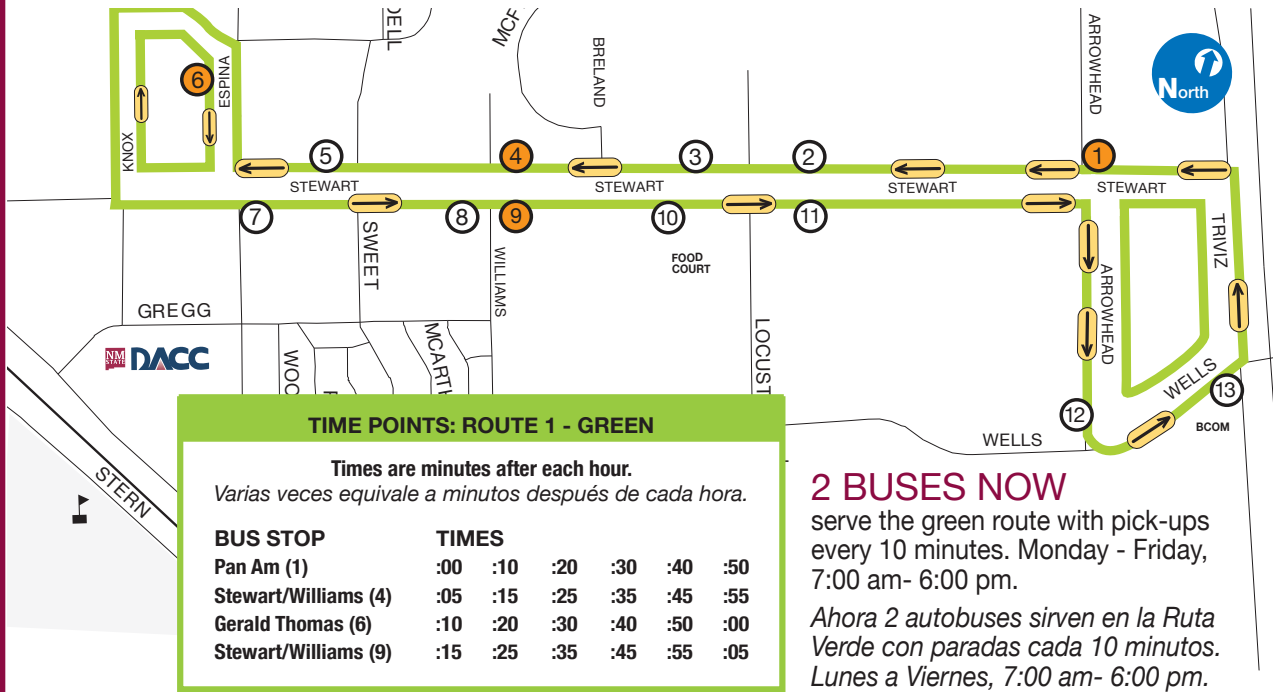 DELL
MCF
BRELAND
ARROWHEAD
North
6
ESPINA
KNOX
5
4
3
2
1
STEWART
STEWART
STEWART
STEWART
7
8
9
10
11
SWEET
WILLIAMS
FOOD
COURT
TRIVIZ
ARROWHEAD
GREGG
NM
STATE
DACC
WOO
MCARTH
LOCUST
WELLS
13
12
BCOM
WELLS
STERN
TIME POINTS: ROUTE 1 - GREEN
Times are minutes after each hour.
Varias veces equivale a minutos después de cada hora.
BUS STOP TIMES
Pan Am (1) :00 :10 :20 :30 :40 :50
Stewart/Williams (4) :05 :15 :25 :35 :45 :55
Gerald Thomas (6) :10 :20 :30 :40 :50 :00
Stewart/Williams (9) :15 :25 :35 :45 :55 :05
2 BUSES NOW
serve the green route with pick-ups
every 10 minutes. Monday - Friday,
7:00 am- 6:00 pm.
Ahora 2 autobuses sirven en la Ruta
Verde con paradas cada 10 minutos.
Lunes a Viernes, 7:00 am- 6:00 pm.